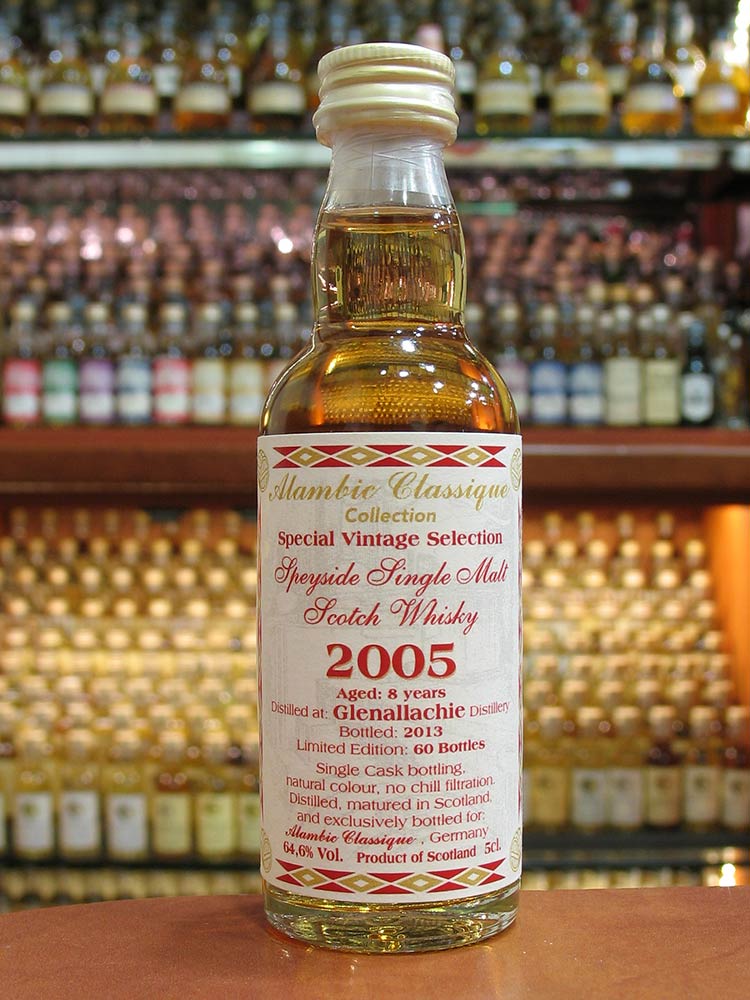 Alambic Classique
Collection
Special Vintage Selection
Speyside Single Malt
Scotch Whisky
2005
Aged: 8 years
Distilled at: Glenallachie Distillery
Bottled: 2013
Limited Edition: 60 Bottles
Single Cask bottling,
natural colour, no chill filtration.
Distilled, matured in Scotland,
and exclusively bottled for:
Alambic Classique , Germany
64,6% Vol. Product of Scotland 5cl.